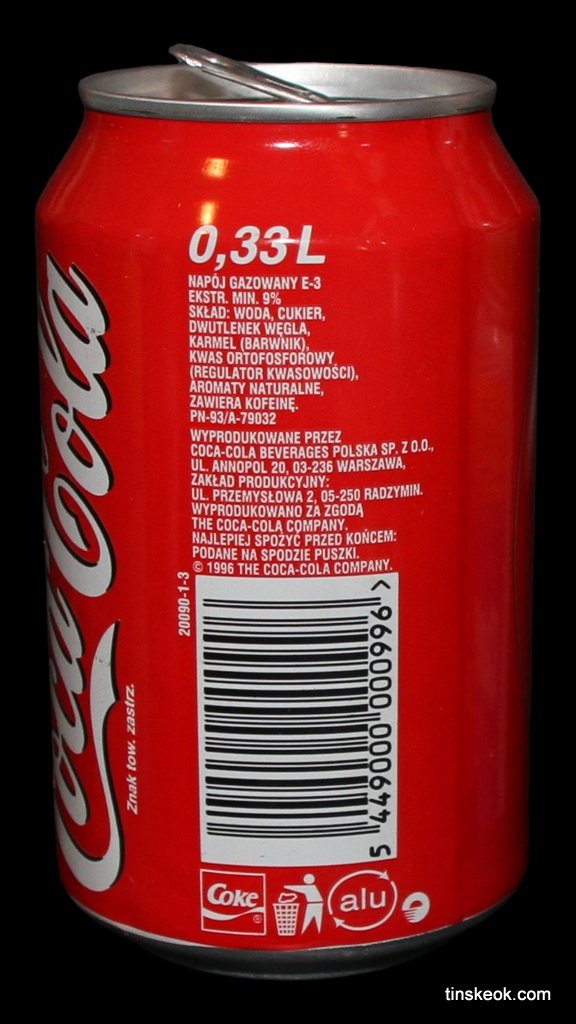 Coca-Cola
0,33 L
NAPÓJ GAZOWANY E-3
EKSTR. MIN. 9%
SKŁAD: WODA, CUKIER,
DWUTLENEK WĘGLA,
KARMEL (BARWNIK),
KWAS ORTOFOSFOROWY
(REGULATOR KWASOWOŚCI),
AROMATY NATURALNE,
ZAWIERA KOFEINĘ.
PN-93/A-79032
WYPRODUKOWANE PRZEZ
COCA-COLA BEVERAGES POLSKA SP. Z O.O.,
UL. ANNOPOL 20, 03-236 WARSZAWA,
ZAKŁAD PRODUKCYJNY:
UL. PRZEMYSŁOWA 2, 05-250 RADZYMIN.
WYPRODUKOWANO ZA ZGODĄ
THE COCA-COLA COMPANY.
NAJLEPIEJ SPOŻYĆ PRZED KOŃCEM:
PODANE NA SPODZIE PUSZKI.
© 1996 THE COCA-COLA COMPANY.
20090-1-3
5 449000 000996 >
Znak tow. zastrz.
Coke ®
alu
tinskeok.com